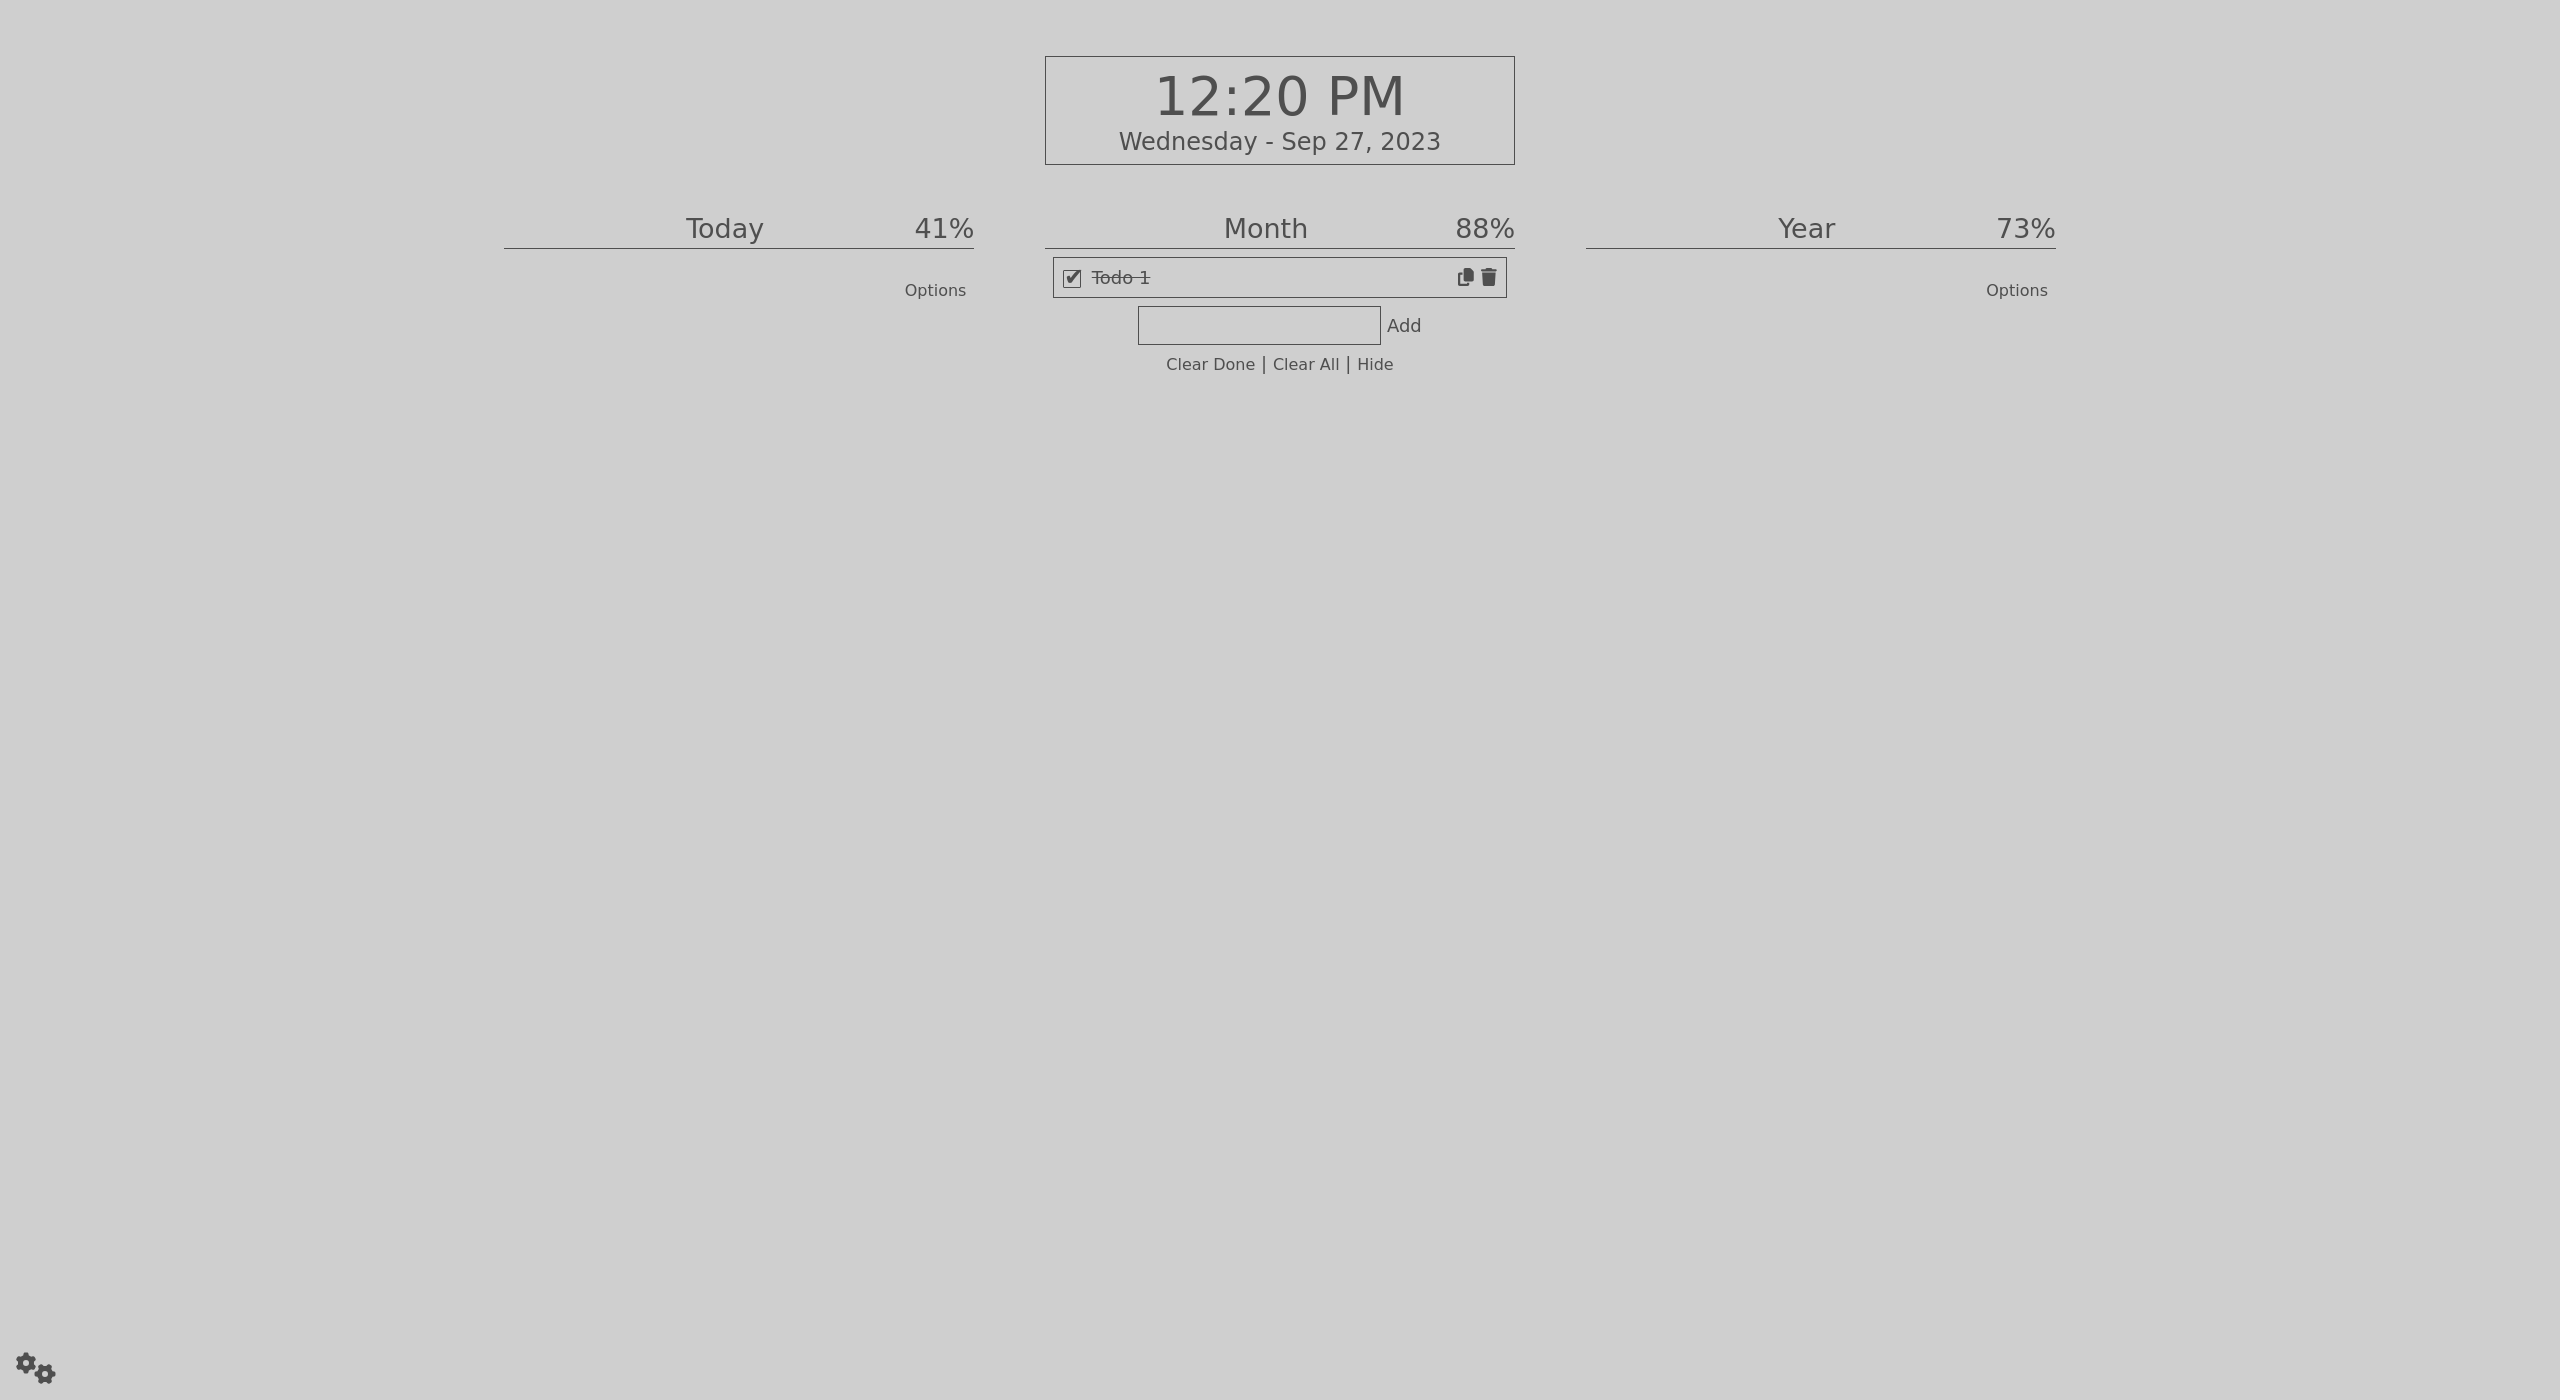 12:20 PM
Wednesday - Sep 27, 2023
Today 41%
Options
Month 88%
Todo 1
Add
Clear Done | Clear All | Hide
Year 73%
Options